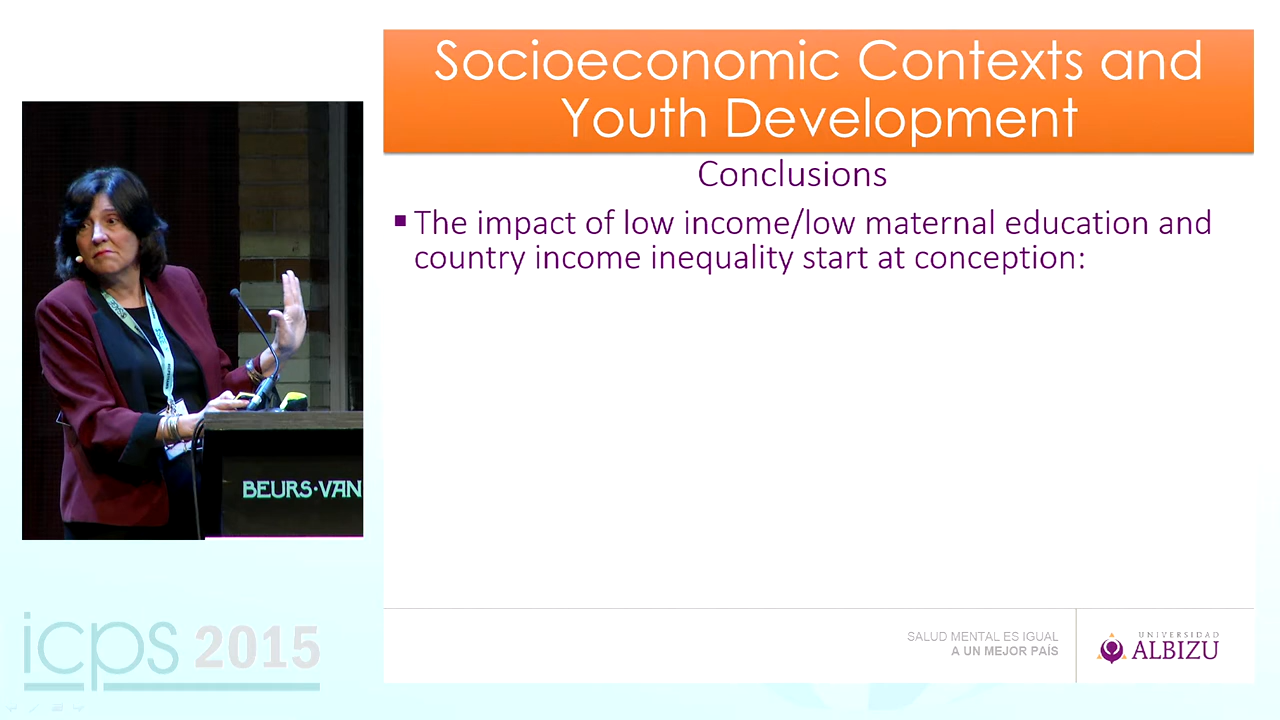 Socioeconomic Contexts and
Youth Development
Conclusions
▪ The impact of low income/low maternal education and
country income inequality start at conception:
BEURS·VAN
icps 2015
SALUD MENTAL ES IGUAL
A UN MEJOR PAÍS
UNIVERSIDAD
ALBIZU